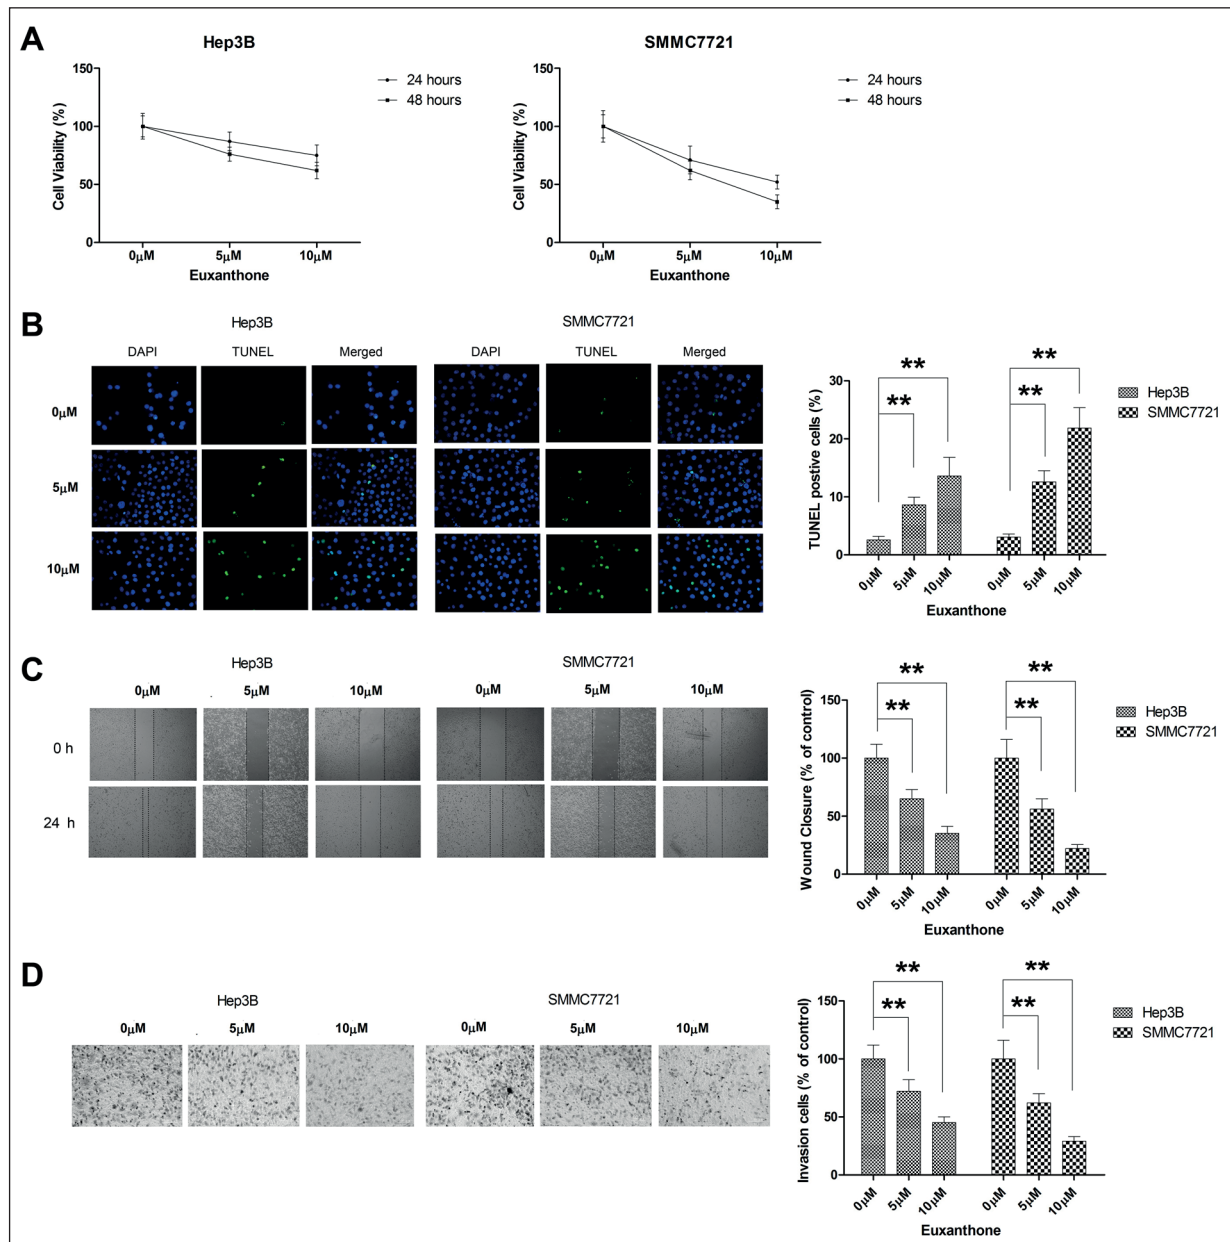 A
Hep3B
150
100
50
0
Cell Viability (%)
0μM
5μM
10μM
Euxanthone
24 hours
48 hours
SMMC7721
150
100
50
0
Cell Viability (%)
0μM
5μM
10μM
Euxanthone
24 hours
48 hours
B
Hep3B
SMMC7721
DAPI
TUNEL
Merged
DAPI
TUNEL
Merged
0μM
5μM
10μM
30
20
10
0
TUNEL postive cells (%)
**
**
**
**
0μM
5μM
10μM
0μM
5μM
10μM
Euxanthone
Hep3B
SMMC7721
C
Hep3B
SMMC7721
0μM
5μM
10μM
0μM
5μM
10μM
0 h
24 h
150
100
50
0
Wound Closure (% of control)
**
**
**
**
0μM
5μM
10μM
0μM
5μM
10μM
Euxanthone
Hep3B
SMMC7721
D
Hep3B
SMMC7721
0μM
5μM
10μM
0μM
5μM
10μM
150
100
50
0
Invasion cells (% of control)
**
**
**
**
0μM
5μM
10μM
0μM
5μM
10μM
Euxanthone
Hep3B
SMMC7721